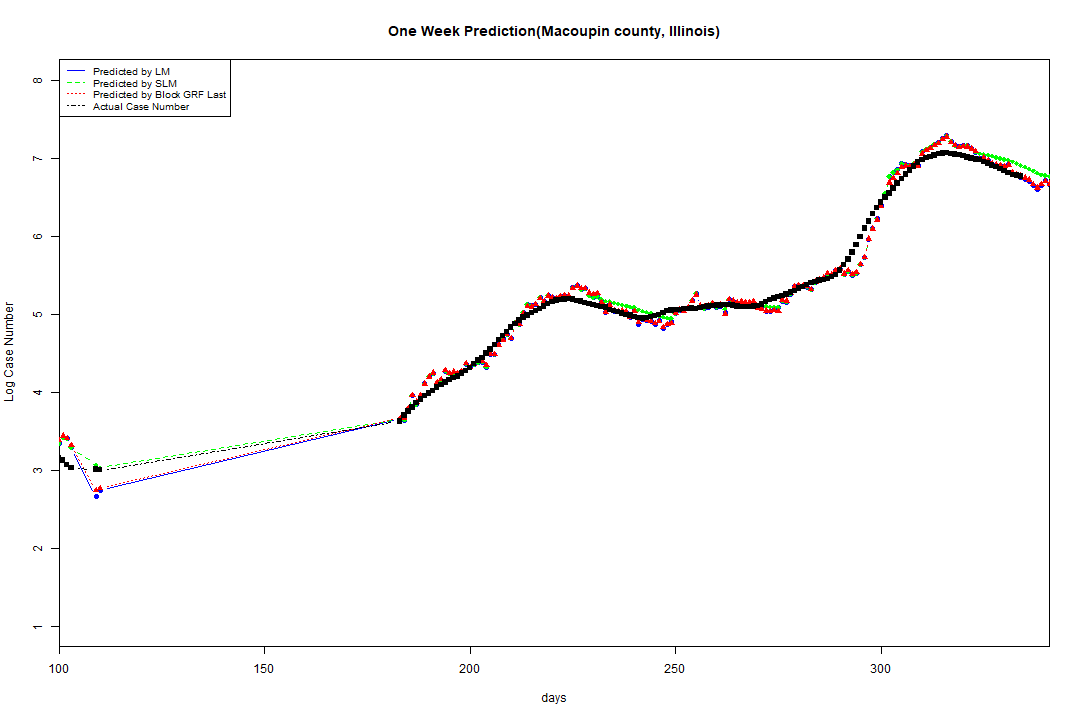 One Week Prediction(Macoupin county, Illinois)
Predicted by LM
Predicted by SLM
Predicted by Block GRF Last
Actual Case Number
8
7
6
5
4
3
2
1
Log Case Number
100 150 200 250 300
days